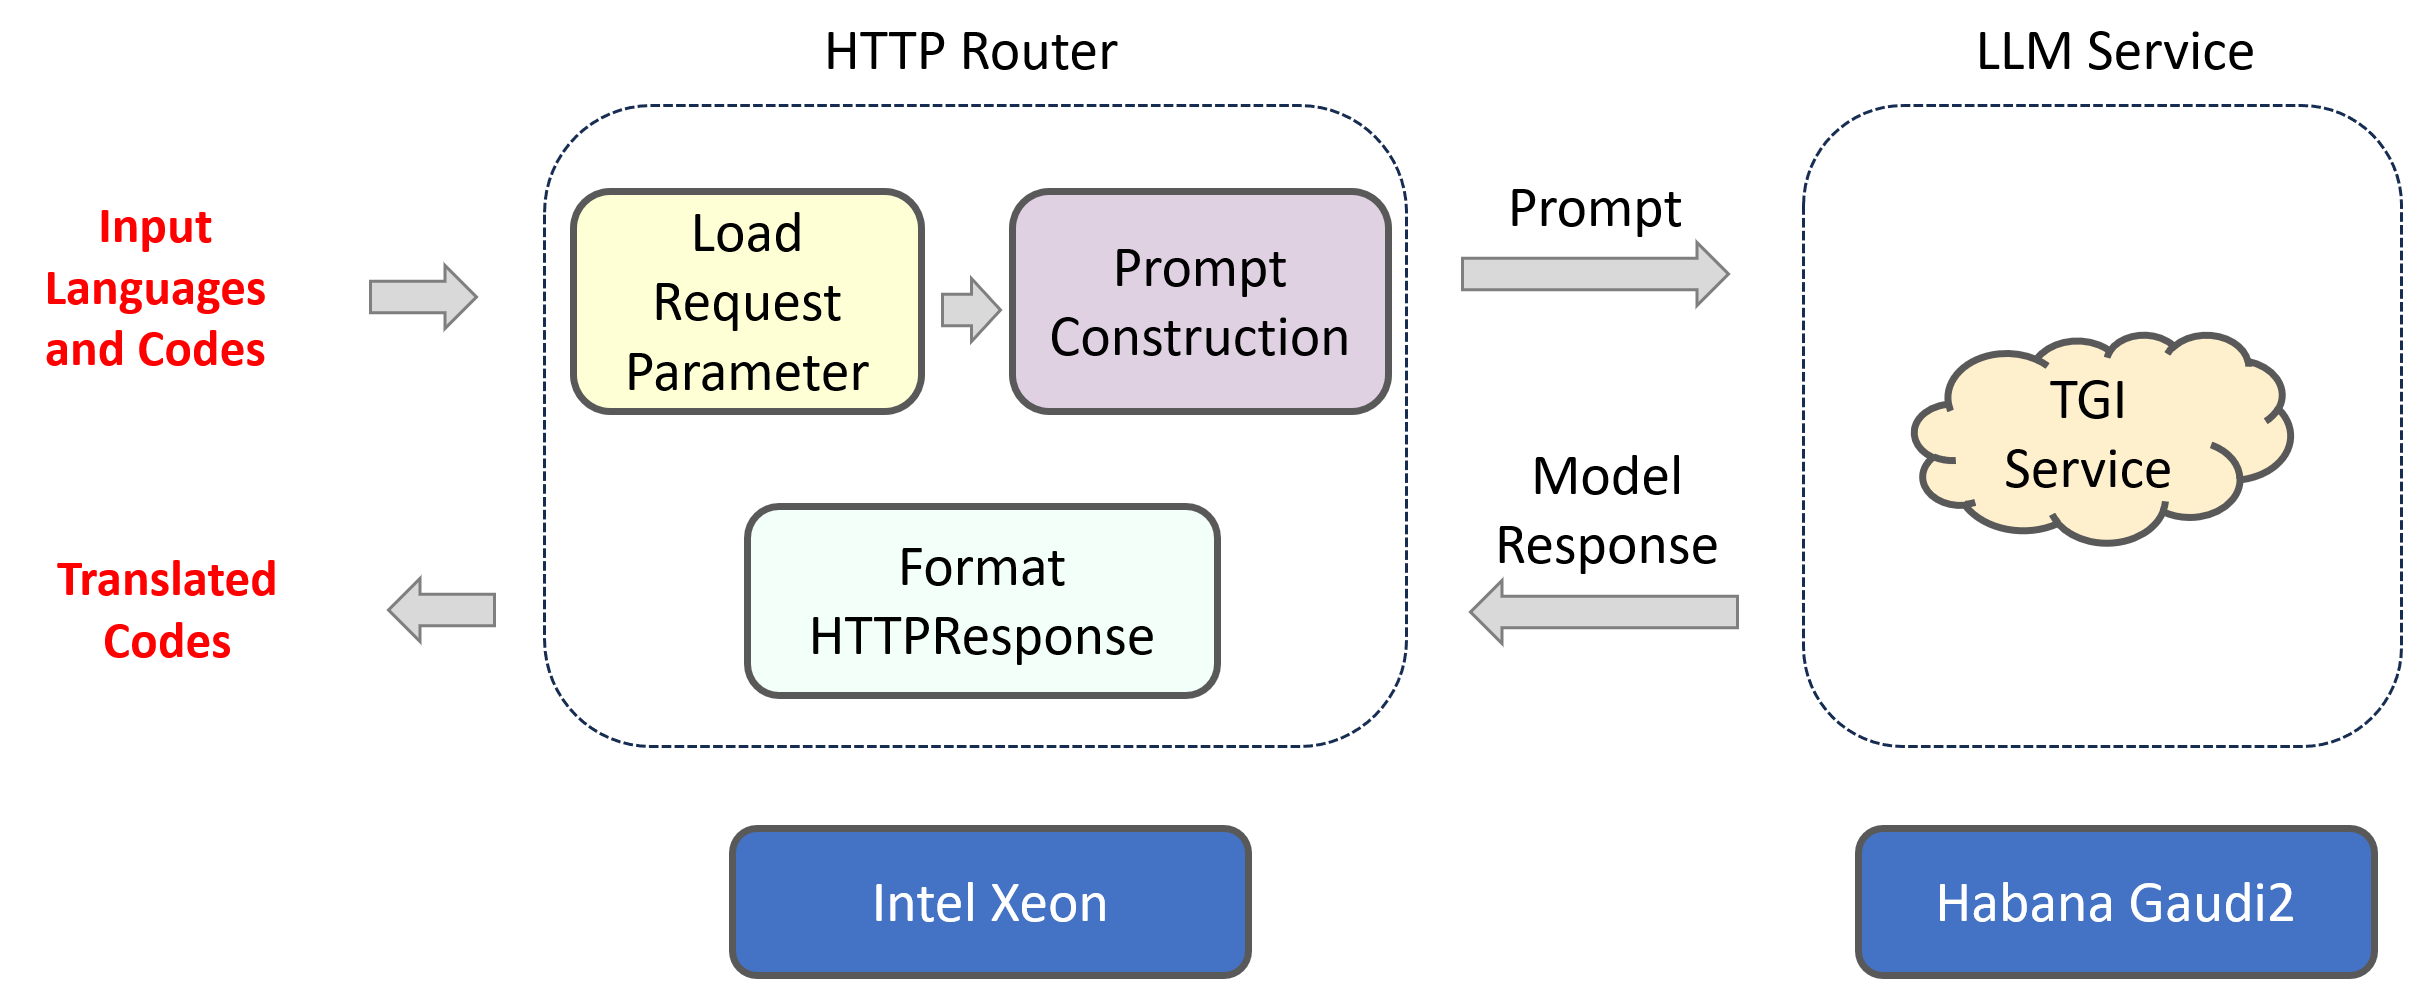 HTTP Router
LLM Service
Input
Languages
and Codes
Load
Request
Parameter
Prompt
Construction
Prompt
TGI
Service
Model
Response
Format
HTTPResponse
Translated
Codes
Intel Xeon
Habana Gaudi2